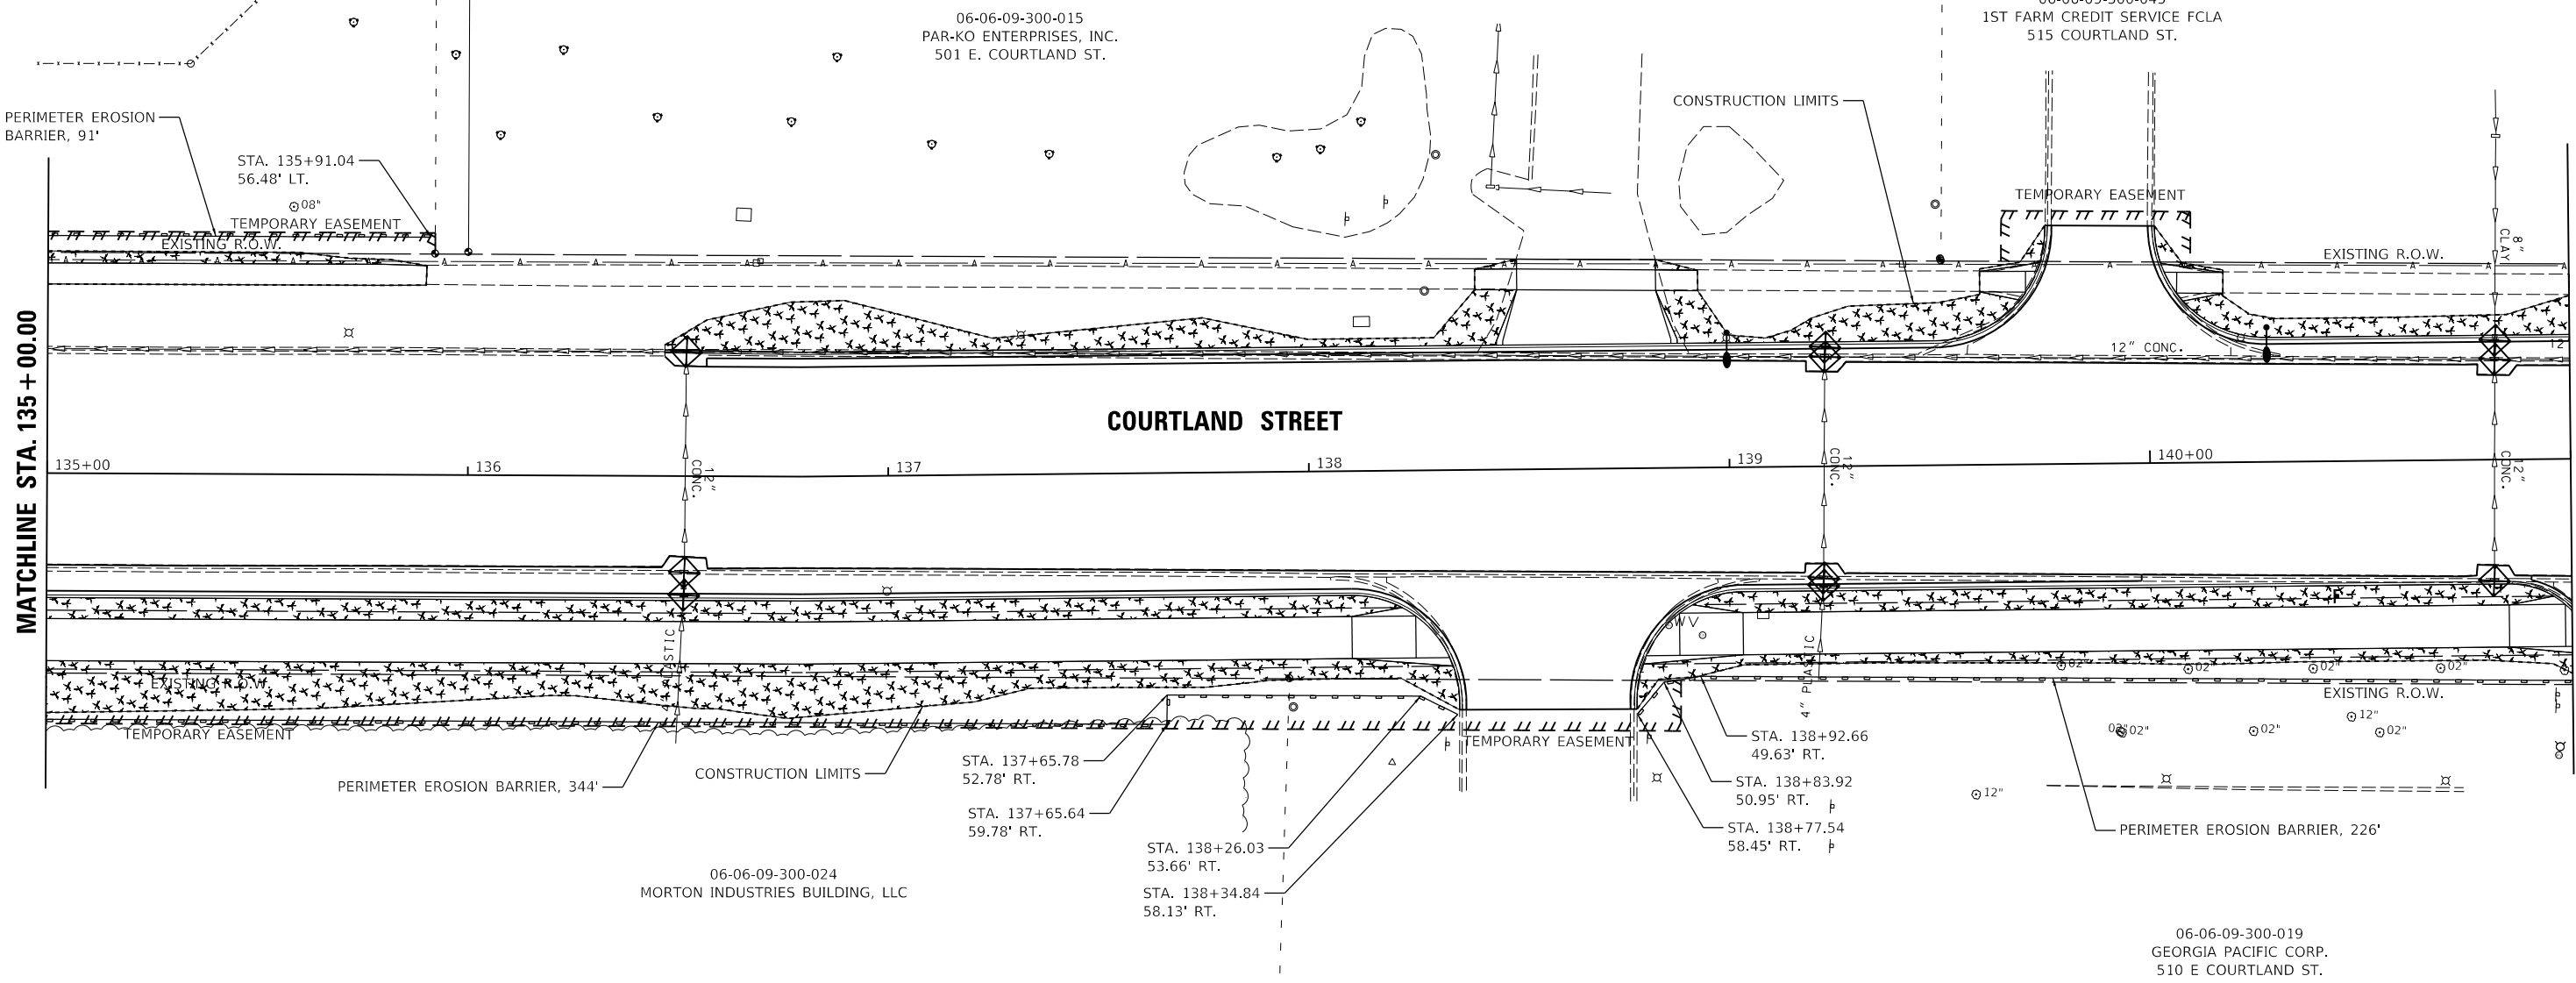 06-06-09-300-015
PAR-KO ENTERPRISES, INC.
501 E. COURTLAND ST.
1ST FARM CREDIT SERVICE FCLA
515 COURTLAND ST.
PERIMETER EROSION
BARRIER, 91'
STA. 135+91.04
56.48' LT.
08"
TEMPORARY EASEMENT
EXISTING R.O.W.
CONSTRUCTION LIMITS
TEMPORARY EASEMENT
EXISTING R.O.W.
8"
CLAY
12" CONC.
12
MATCHLINE STA. 135+00.00
COURTLAND STREET
135+00
136
137
138
139
140+00
12"
CONC.
12"
CONC.
12"
CONC.
EXISTING R.O.W.
TEMPORARY EASEMENT
4" PLASTIC
PERIMETER EROSION BARRIER, 344'
CONSTRUCTION LIMITS
STA. 137+65.78
52.78' RT.
STA. 137+65.64
59.78' RT.
STA. 138+26.03
53.66' RT.
STA. 138+34.84
58.13' RT.
TEMPORARY EASEMENT
WV
4" PLASTIC
STA. 138+92.66
49.63' RT.
STA. 138+83.92
50.95' RT.
STA. 138+77.54
58.45' RT.
02"
02"
02"
02"
EXISTING R.O.W.
12"
02"
02"
02"
02"
12"
PERIMETER EROSION BARRIER, 226'
06-06-09-300-024
MORTON INDUSTRIES BUILDING, LLC
06-06-09-300-019
GEORGIA PACIFIC CORP.
510 E COURTLAND ST.